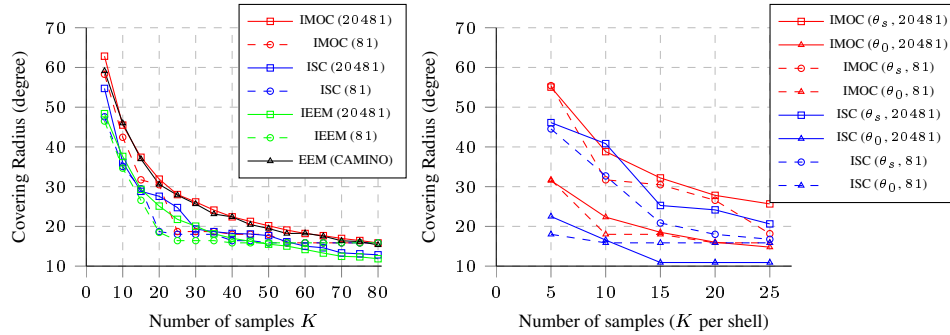 IMOC (20481)
IMOC (81)
ISC (20481)
ISC (81)
IEEM (20481)
IEEM (81)
EEM (CAMINO)
Covering Radius (degree)
70
60
50
40
30
20
10
0 10 20 30 40 50 60 70 80
Number of samples K
IMOC (θs, 20481)
IMOC (θ0, 20481)
IMOC (θs, 81)
IMOC (θ0, 81)
ISC (θs, 20481)
ISC (θ0, 20481)
ISC (θs, 81)
ISC (θ0, 81)
Covering Radius (degree)
70
60
50
40
30
20
10
0 5 10 15 20 25
Number of samples (K per shell)